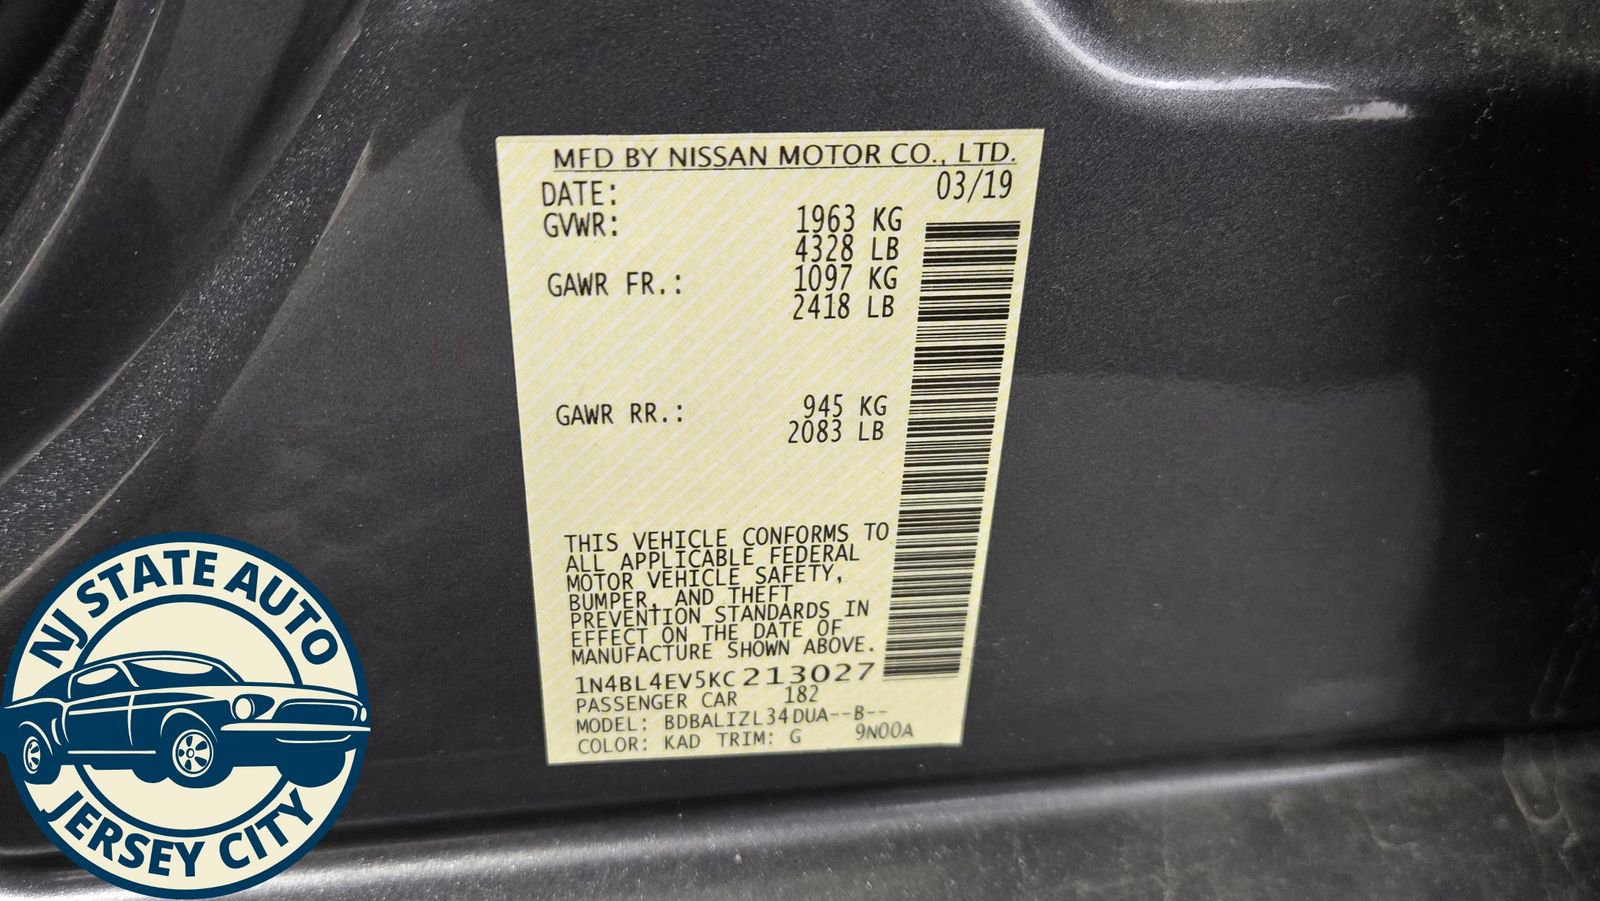 MFD BY NISSAN MOTOR CO., LTD.
DATE: 03/19
GVWR: 1963 KG
4328 LB
GAWR FR.: 1097 KG
2418 LB
GAWR RR.: 945 KG
2083 LB
THIS VEHICLE CONFORMS TO
ALL APPLICABLE FEDERAL
MOTOR VEHICLE SAFETY,
BUMPER, AND THEFT
PREVENTION STANDARDS IN
EFFECT ON THE DATE OF
MANUFACTURE SHOWN ABOVE.
1N4BL4EV5KC213027
PASSENGER CAR 182
MODEL: BDBALIZL34DUA--B--
COLOR: KAD TRIM: G 9N00A
NJ STATE AUTO
JERSEY CITY